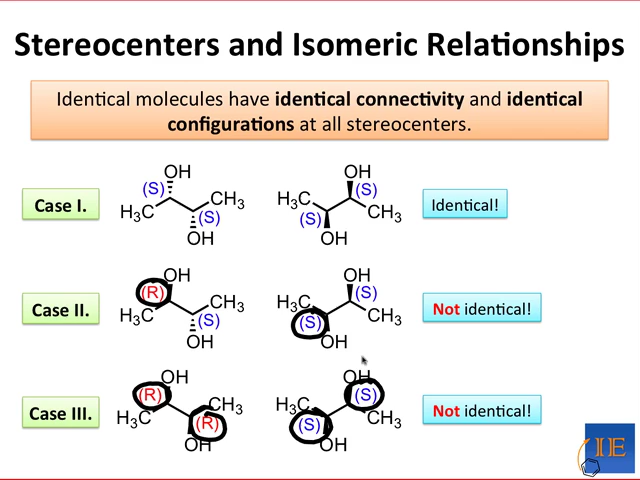 Stereocenters and Isomeric Relationships
Identical molecules have identical connectivity and identical
configurations at all stereocenters.
Case I.
OH
(S)
CH3
H3C
(S)
OH
OH
H3C
(S)
(S)
CH3
OH
Identical!
Case II.
OH
(R)
CH3
H3C
(S)
OH
OH
H3C
(S)
(S)
CH3
OH
Not identical!
Case III.
OH
(R)
CH3
H3C
(R)
OH
OH
H3C
(S)
(S)
CH3
OH
Not identical!
IE